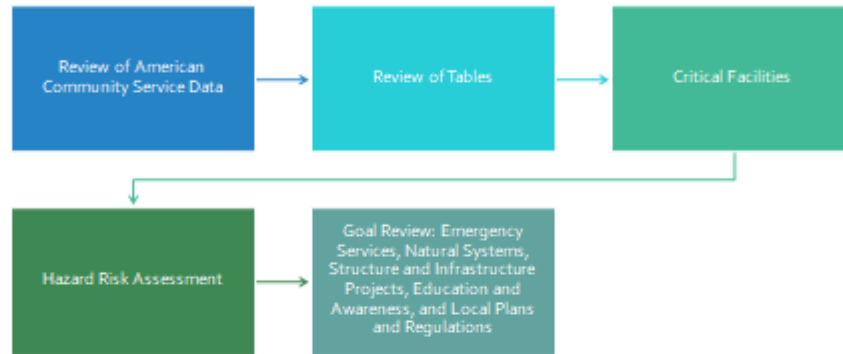 Review of American
Community Service Data
Review of Tables
Critical Facilities
Hazard Risk Assessment
Goal Review: Emergency
Services, Natural Systems,
Structure and Infrastructure
Projects, Education and
Awareness, and Local Plans
and Regulations